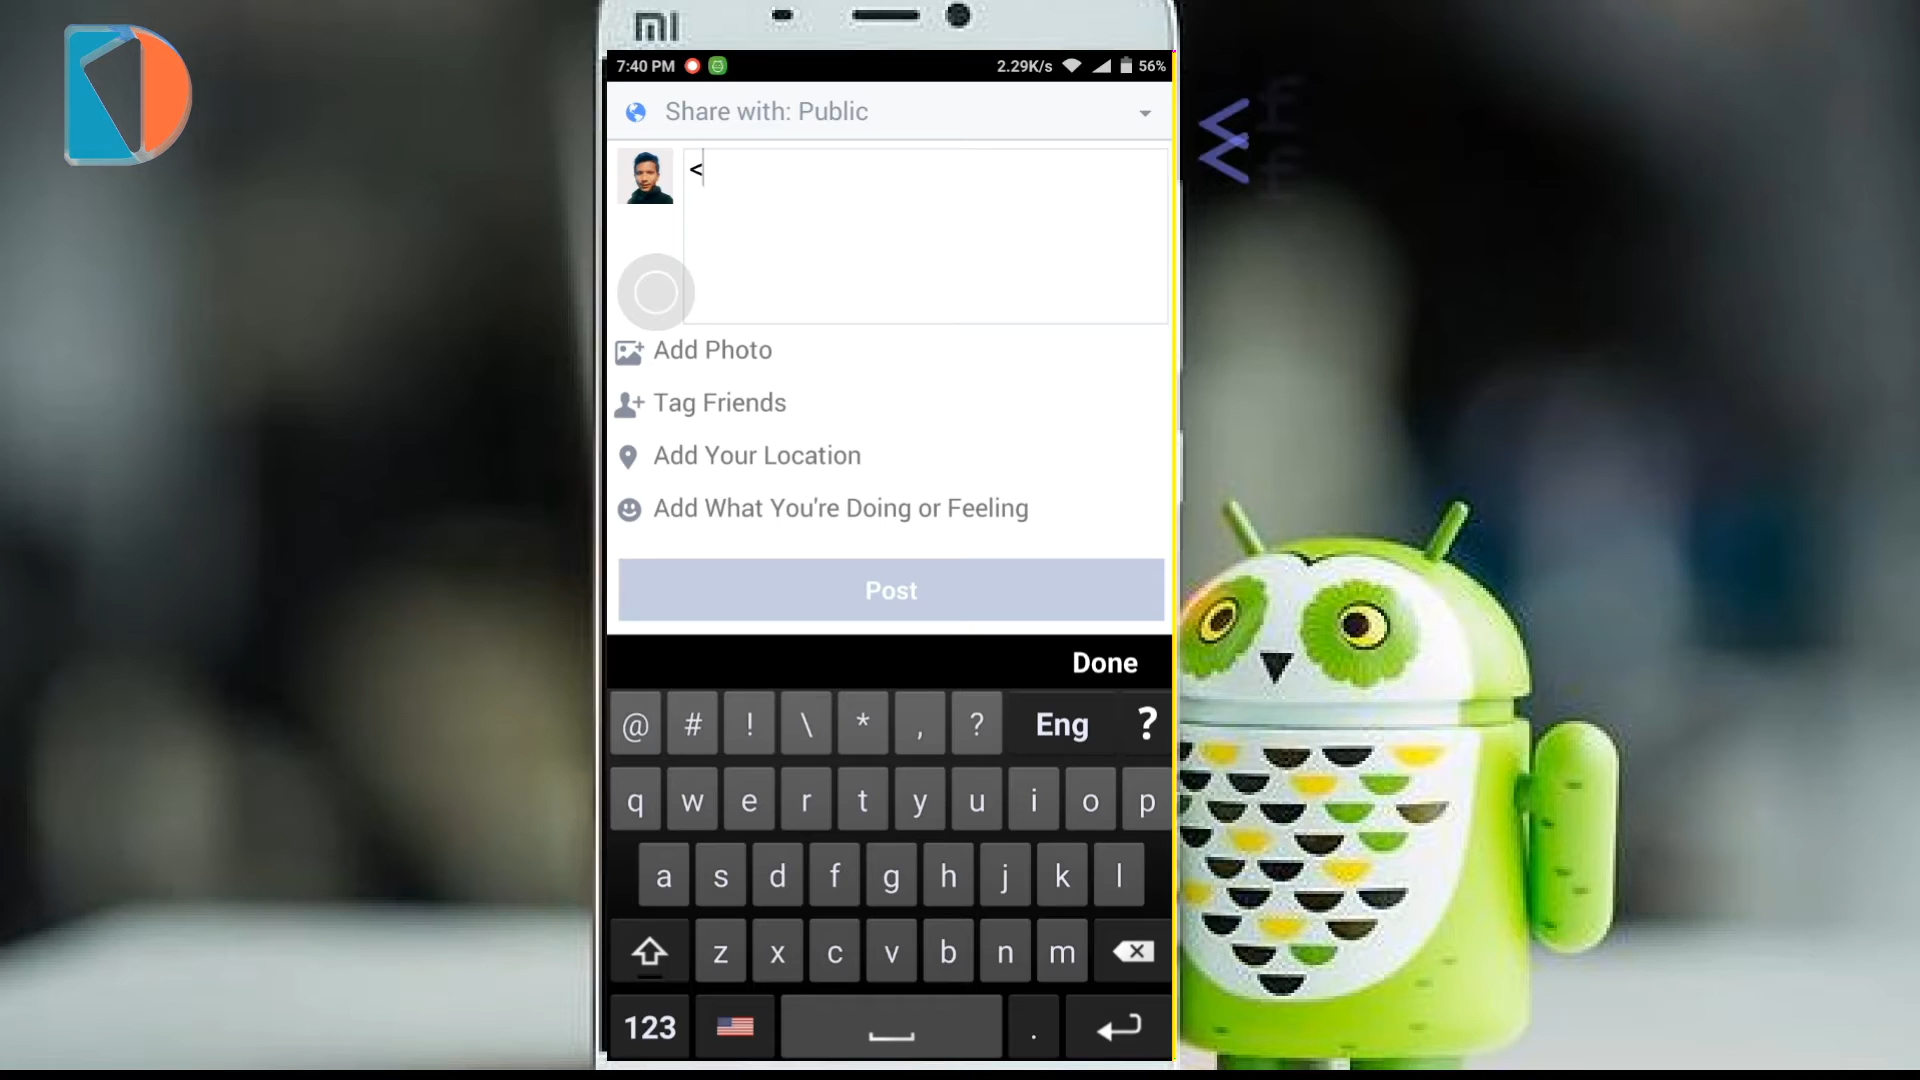 mi
7:40 PM 2.29K/s 56%
Share with: Public
<
Add Photo
Tag Friends
Add Your Location
Add What You're Doing or Feeling
Post
Done
@ # ! \ * , ? Eng ?
q w e r t y u i o p
a s d f g h j k l
z x c v b n m
123 .